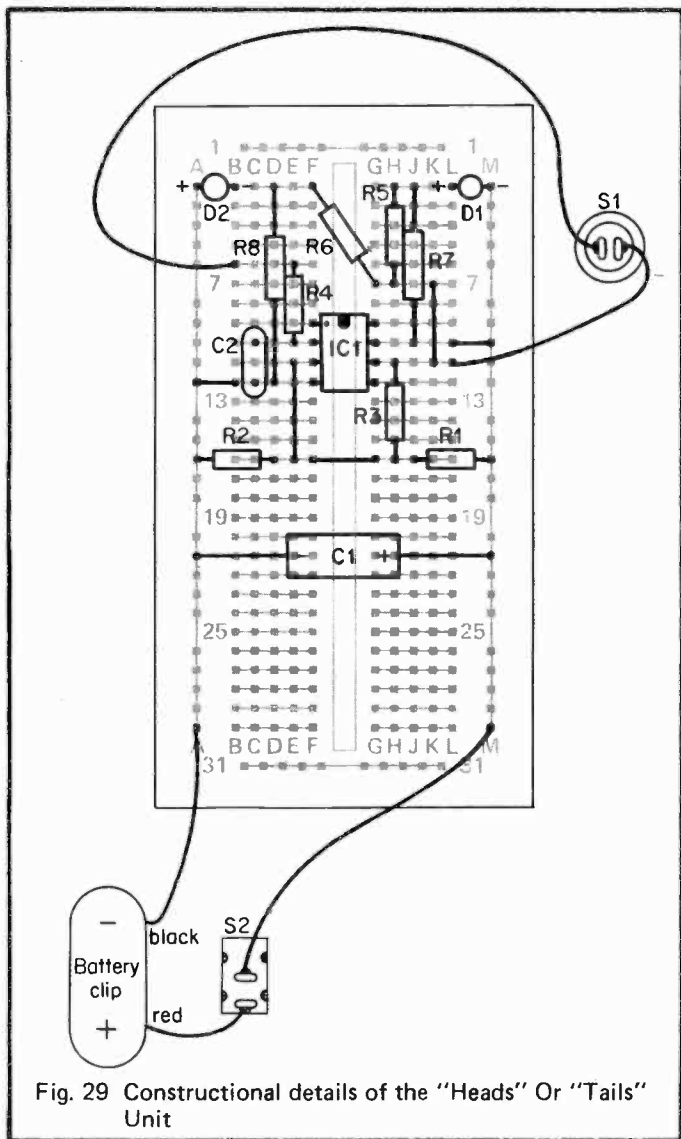 1 1
A B C D E F G H J K L M
+ - + -
D2 D1
S1
R5
R8 R6 R7
7 R4 7
-
C2 IC1
13 R3 13
R2 R1
19 19
- C1 +
25 25
A B C D E F G H J K L M
31 31
- S2
black
Battery
clip
red
+
Fig. 29 Constructional details of the "Heads" Or "Tails"
Unit